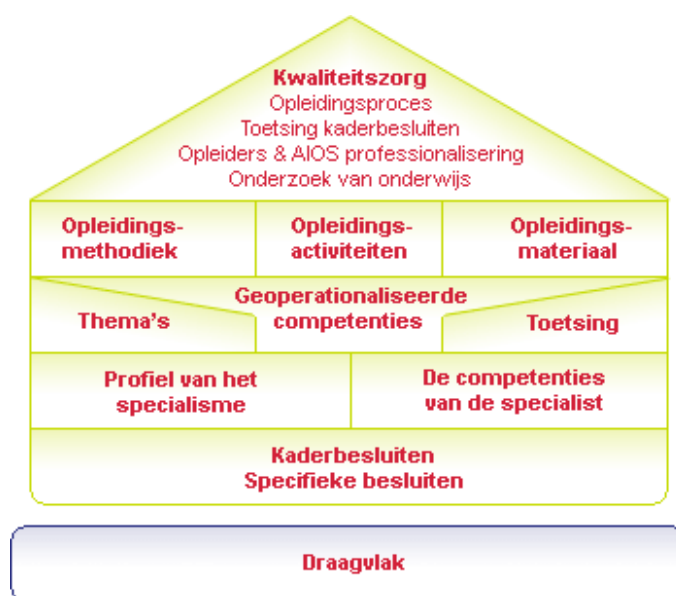 Kwaliteitszorg
Opleidingsproces
Toetsing kaderbesluiten
Opleiders & AIOS professionalisering
Onderzoek van onderwijs
Opleidings-
methodiek
Opleidings-
activiteiten
Opleidings-
materiaal
Geoperationaliseerde
competenties
Thema's
Toetsing
Profiel van het
specialisme
De competenties
van de specialist
Kaderbesluiten
Specifieke besluiten
Draagvlak